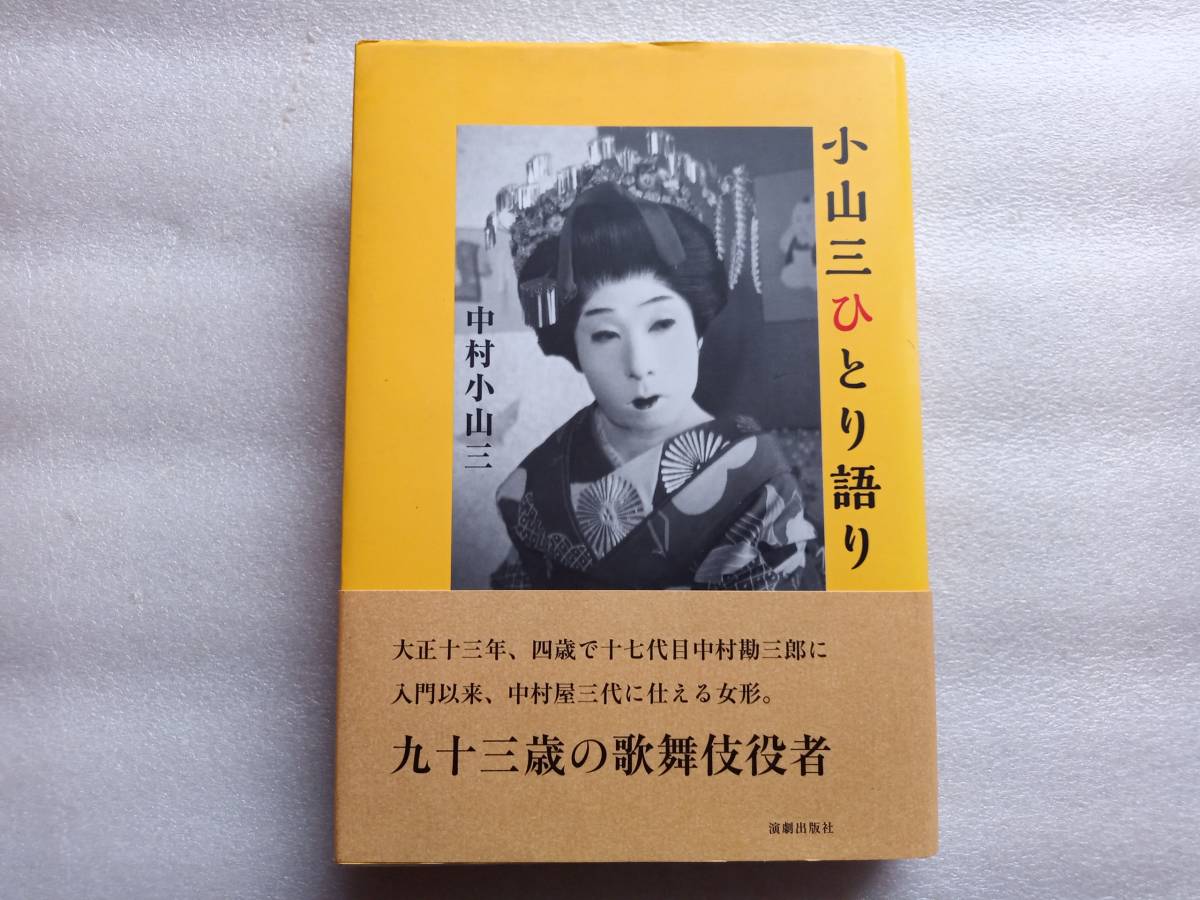 小山三ひとり語り
中村小山三
大正十三年、四歳で十七代目中村勘三郎に
入門以来、中村屋三代に仕える女形。
九十三歳の歌舞伎役者
演劇出版社